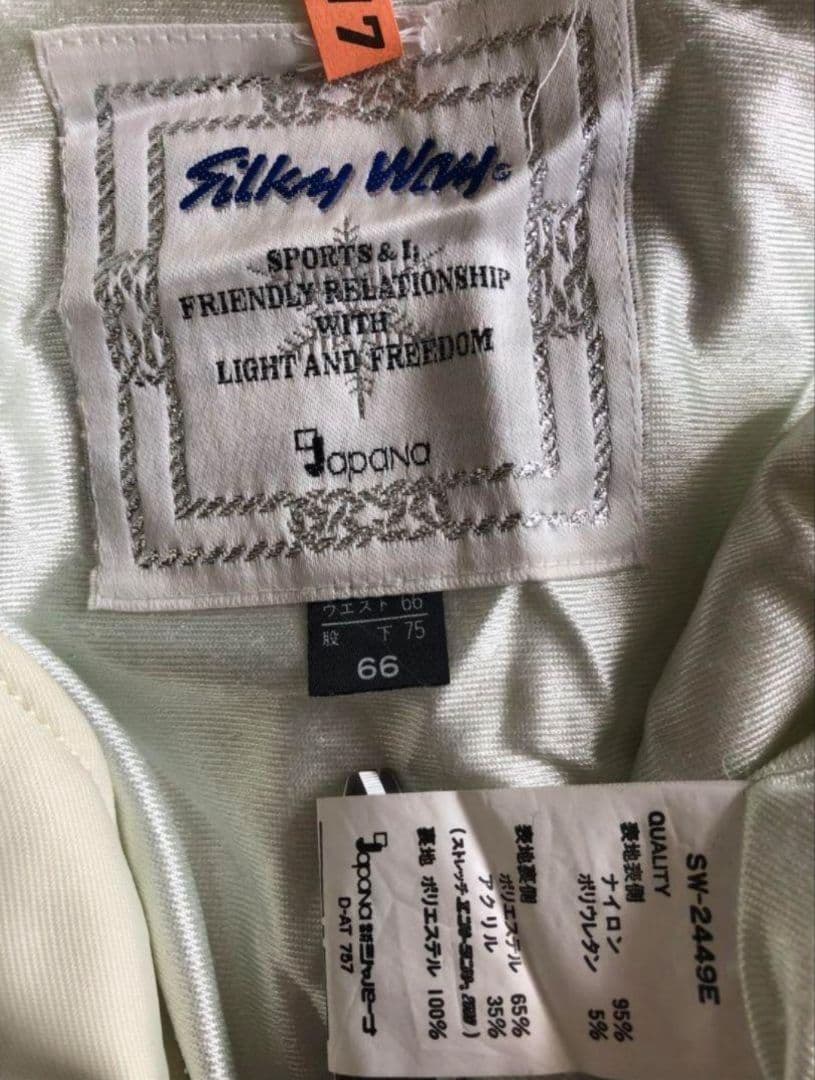 17
Silky Way
SPORTS & I;
FRIENDLY RELATIONSHIP
WITH
LIGHT AND FREEDOM
Japana
ウエスト 66
股 下 75
66
SW-2449E
QUALITY
表地表側
ナイロン 95%
ポリウレタン 5%
表地裏側
ポリエステル 65%
アクリル 35%
裏地 ポリエステル 100%
Japana
D-AT 767